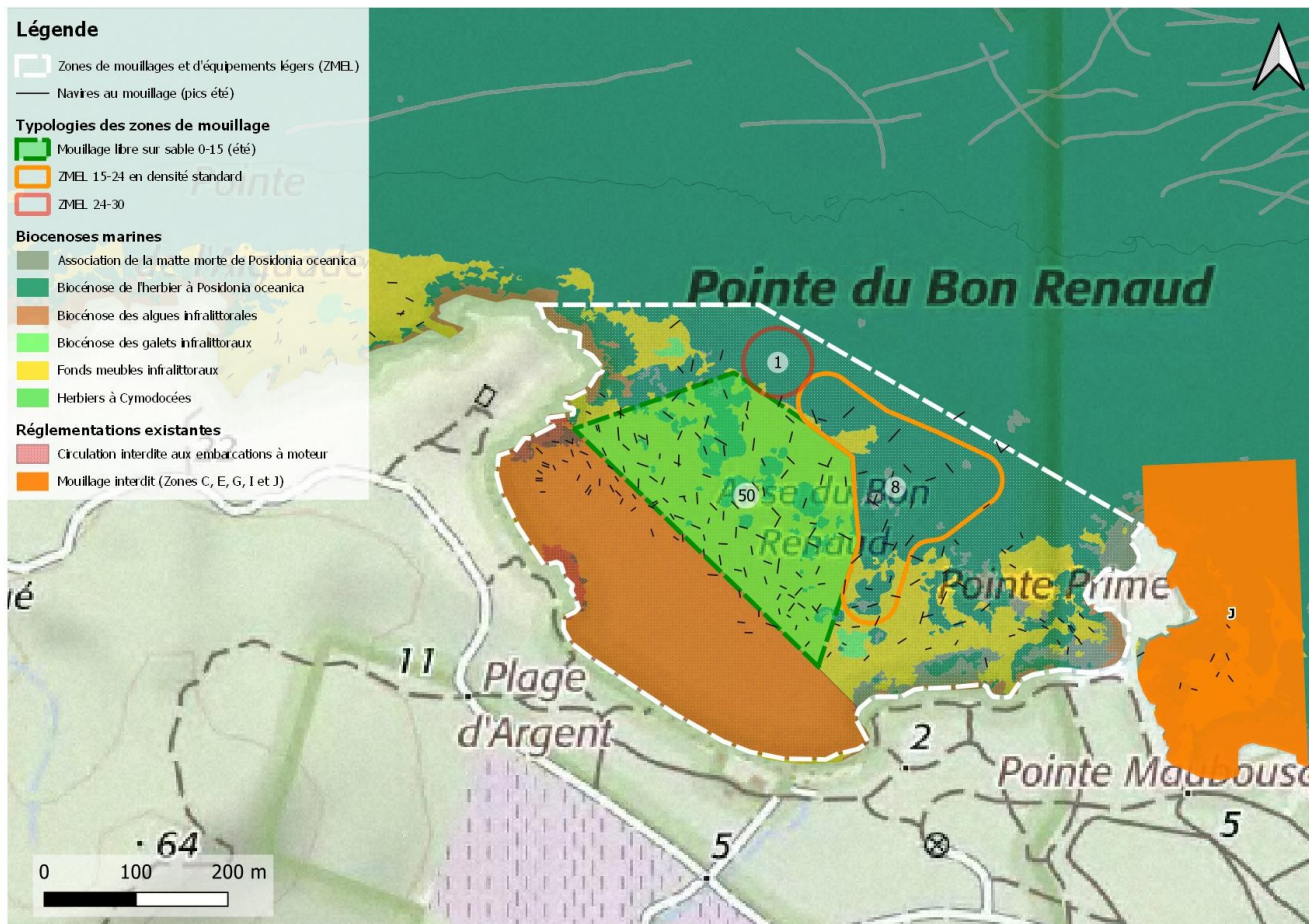 Légende
Zones de mouillages et d'équipements légers (ZMEL)
Navires au mouillage (pics été)
Typologies des zones de mouillage
Mouillage libre sur sable 0-15 (été)
ZMEL 15-24 en densité standard
ZMEL 24-30
Biocenoses marines
Association de la matte morte de Posidonia oceanica
Biocénose de l'herbier à Posidonia oceanica
Biocénose des algues infralittorales
Biocénose des galets infralittoraux
Fonds meubles infralittoraux
Herbiers à Cymodocées
Réglementations existantes
Circulation interdite aux embarcations à moteur
Mouillage interdit (Zones C, E, G, I et J)
Pointe
de l'Aiguade
33
Pointe du Bon Renaud
1
50
8
Anse du Bon
Renaud
Pointe Prime
J
ié
11
Plage
d'Argent
2
Pointe Maubousc
5
5
64
0 100 200 m